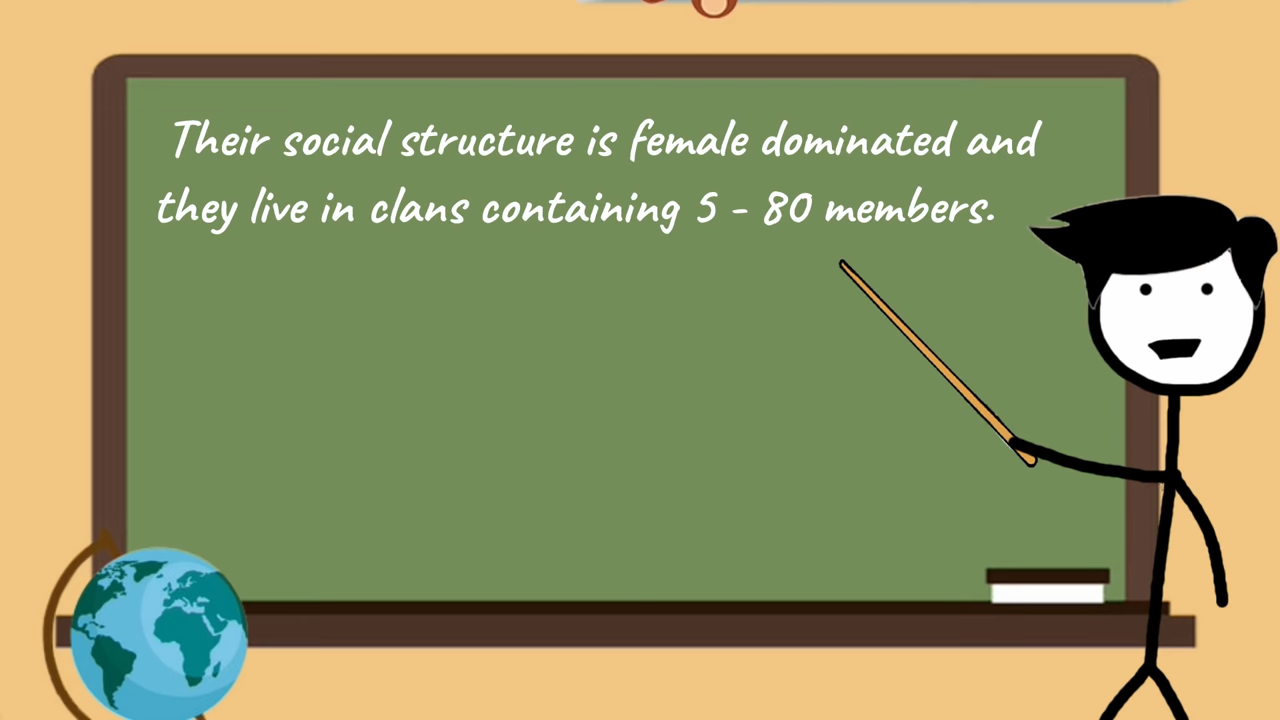 Their social structure is female dominated and
they live in clans containing 5 - 80 members.